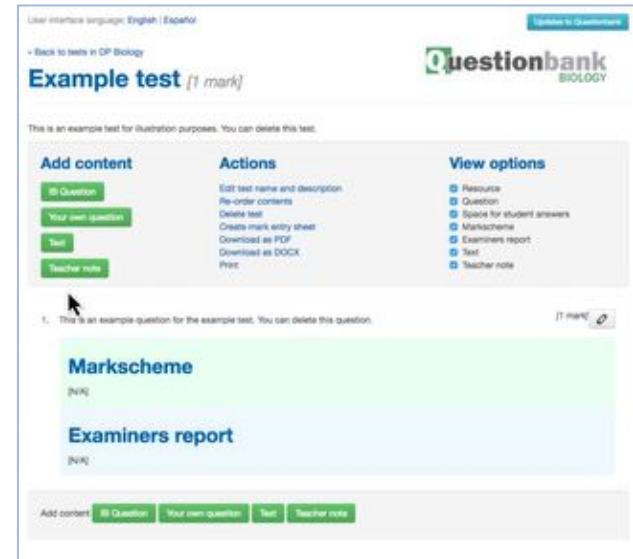 User interface language: English | Español
Updates to Questionbank
« Back to tests in DP Biology
Questionbank
BIOLOGY
Example test [1 mark]
This is an example test for illustration purposes. You can delete this test.
Add content
IB Question
Your own question
Text
Teacher note
Actions
Edit test name and description
Re-order contents
Delete test
Create mark entry sheet
Download as PDF
Download as DOCX
Print
View options
Resource
Question
Space for student answers
Markscheme
Examiners report
Text
Teacher note
1. This is an example question for the example test. You can delete this question. [1 mark]
Markscheme
[N/A]
Examiners report
[N/A]
Add content IB Question Your own question Text Teacher note